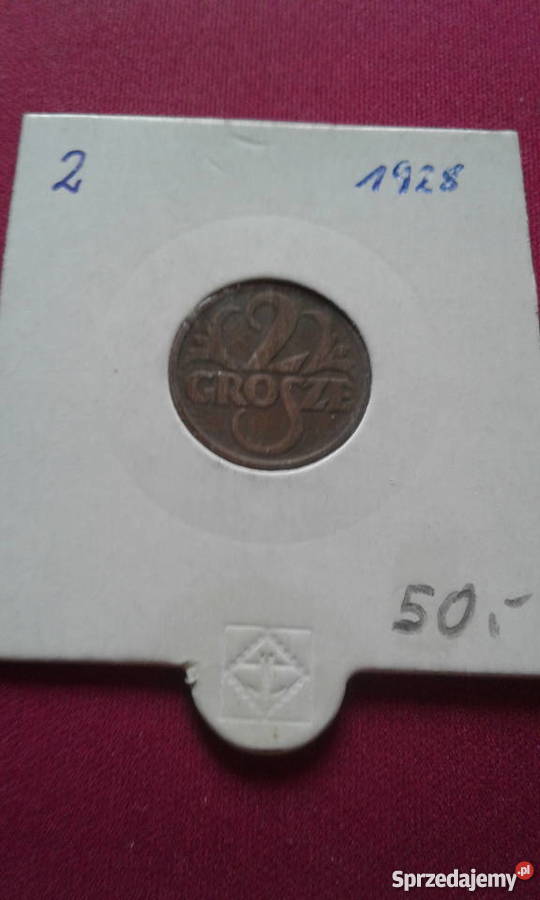 2 1928
2
GROSZE
50,-
Sprzedajemy.pl